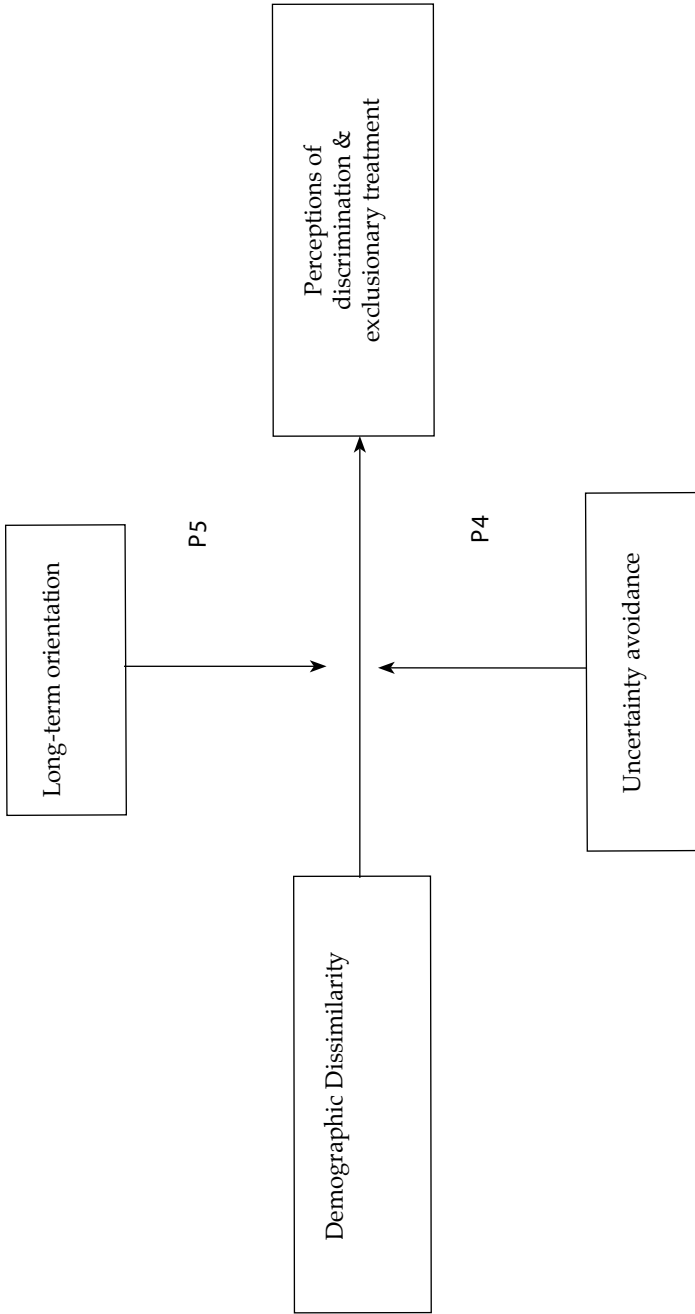 Long-term orientation
P5
Demographic Dissimilarity
Perceptions of
discrimination &
exclusionary treatment
P4
Uncertainty avoidance